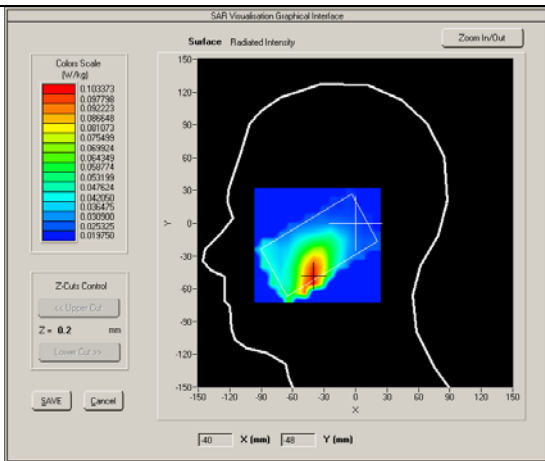 SAR Visualisation Graphical Interface
Surface Radiated Intensity
Zoom In/Out
Colors Scale
(W/kg)
0.103373
0.097798
0.092223
0.086648
0.081073
0.075499
0.069924
0.064349
0.058774
0.053199
0.047624
0.042050
0.036475
0.030900
0.025325
0.019750
Z-Cuts Control
<< Upper Cut
Z = 0.2 mm
Lower Cut >>
SAVE Cancel
150
120
90
60
30
0
-30
-60
-90
-120
-150
Y
-150 -120 -90 -60 -30 0 30 60 90 120 150
X
-40 X (mm) -48 Y (mm)